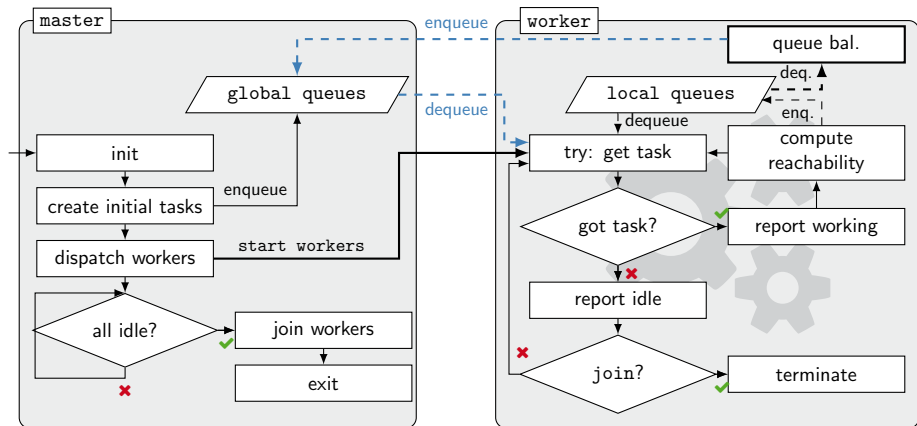 master
global queues
init
enqueue
create initial tasks
start workers
dispatch workers
all idle?
join workers
exit
enqueue
dequeue
worker
queue bal.
deq.
local queues
enq.
dequeue
try: get task
compute
reachability
got task?
report working
report idle
join?
terminate